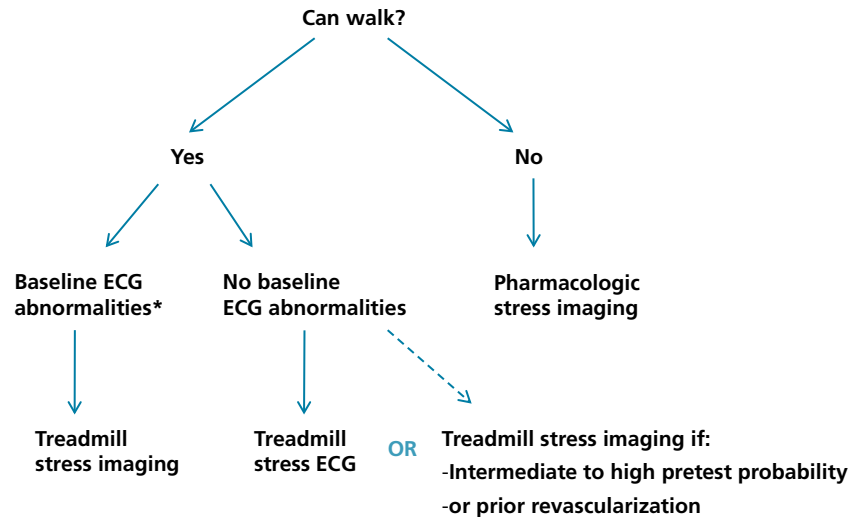 Can walk?
Yes
No
Baseline ECG
abnormalities*
No baseline
ECG abnormalities
Pharmacologic
stress imaging
Treadmill
stress imaging
Treadmill
stress ECG
OR
Treadmill stress imaging if:
-Intermediate to high pretest probability
-or prior revascularization